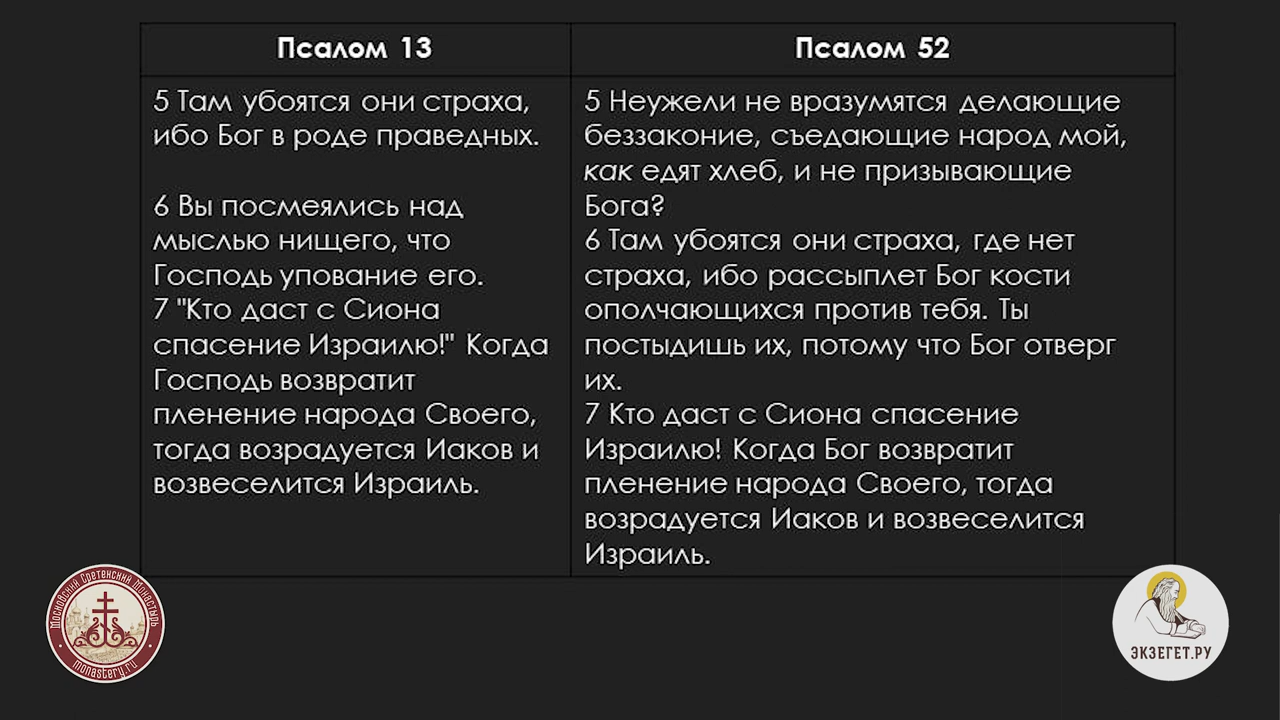 Псалом 13
5 Там убоятся они страха,
ибо Бог в роде праведных.
6 Вы посмеялись над
мыслью нищего, что
Господь упование его.
7 "Кто даст с Сиона
спасение Израилю!" Когда
Господь возвратит
пленение народа Своего,
тогда возрадуется Иаков и
возвеселится Израиль.
Псалом 52
5 Неужели не вразумятся делающие
беззаконие, съедающие народ мой,
как едят хлеб, и не призывающие
Бога?
6 Там убоятся они страха, где нет
страха, ибо рассыплет Бог кости
ополчающихся против тебя. Ты
постыдишь их, потому что Бог отверг
их.
7 Кто даст с Сиона спасение
Израилю! Когда Бог возвратит
пленение народа Своего, тогда
возрадуется Иаков и возвеселится
Израиль.
Московский Сретенский Монастырь
monastery.ru
ЭКЗЕГЕТ.РУ